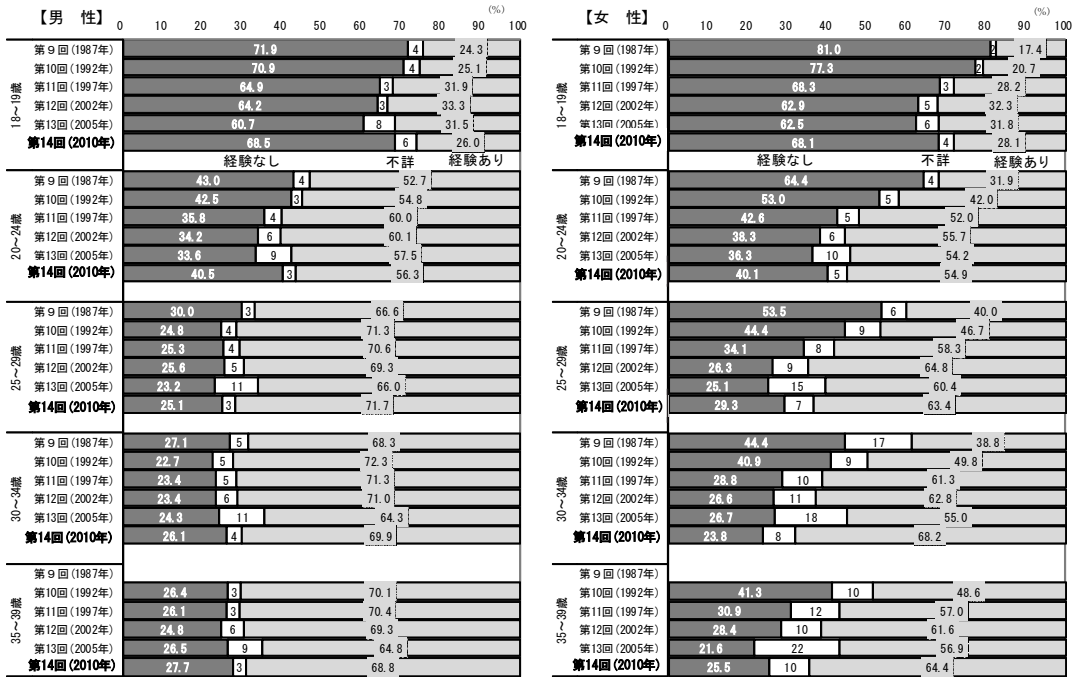 【男　性】
(%)
0 10 20 30 40 50 60 70 80 90 100
18～19歳
第９回(1987年) 71.9 4 24.3
第10回(1992年) 70.9 4 25.1
第11回(1997年) 64.9 3 31.9
第12回(2002年) 64.2 3 33.3
第13回(2005年) 60.7 8 31.5
第14回(2010年) 68.5 6 26.0
経験なし 不詳 経験あり
20～24歳
第９回(1987年) 43.0 4 52.7
第10回(1992年) 42.5 3 54.8
第11回(1997年) 35.8 4 60.0
第12回(2002年) 34.2 6 60.1
第13回(2005年) 33.6 9 57.5
第14回(2010年) 40.5 3 56.3
25～29歳
第９回(1987年) 30.0 3 66.6
第10回(1992年) 24.8 4 71.3
第11回(1997年) 25.3 4 70.6
第12回(2002年) 25.6 5 69.3
第13回(2005年) 23.2 11 66.0
第14回(2010年) 25.1 3 71.7
30～34歳
第９回(1987年) 27.1 5 68.3
第10回(1992年) 22.7 5 72.3
第11回(1997年) 23.4 5 71.3
第12回(2002年) 23.4 6 71.0
第13回(2005年) 24.3 11 64.3
第14回(2010年) 26.1 4 69.9
35～39歳
第９回(1987年)
第10回(1992年) 26.4 3 70.1
第11回(1997年) 26.1 3 70.4
第12回(2002年) 24.8 6 69.3
第13回(2005年) 26.5 9 64.8
第14回(2010年) 27.7 3 68.8
【女　性】
(%)
0 10 20 30 40 50 60 70 80 90 100
18～19歳
第９回(1987年) 81.0 2 17.4
第10回(1992年) 77.3 2 20.7
第11回(1997年) 68.3 3 28.2
第12回(2002年) 62.9 5 32.3
第13回(2005年) 62.5 6 31.8
第14回(2010年) 68.1 4 28.1
経験なし 不詳 経験あり
20～24歳
第９回(1987年) 64.4 4 31.9
第10回(1992年) 53.0 5 42.0
第11回(1997年) 42.6 5 52.0
第12回(2002年) 38.3 6 55.7
第13回(2005年) 36.3 10 54.2
第14回(2010年) 40.1 5 54.9
25～29歳
第９回(1987年) 53.5 6 40.0
第10回(1992年) 44.4 9 46.7
第11回(1997年) 34.1 8 58.3
第12回(2002年) 26.3 9 64.8
第13回(2005年) 25.1 15 60.4
第14回(2010年) 29.3 7 63.4
30～34歳
第９回(1987年) 44.4 17 38.8
第10回(1992年) 40.9 9 49.8
第11回(1997年) 28.8 10 61.3
第12回(2002年) 26.6 11 62.8
第13回(2005年) 26.7 18 55.0
第14回(2010年) 23.8 8 68.2
35～39歳
第９回(1987年)
第10回(1992年) 41.3 10 48.6
第11回(1997年) 30.9 12 57.0
第12回(2002年) 28.4 10 61.6
第13回(2005年) 21.6 22 56.9
第14回(2010年) 25.5 10 64.4